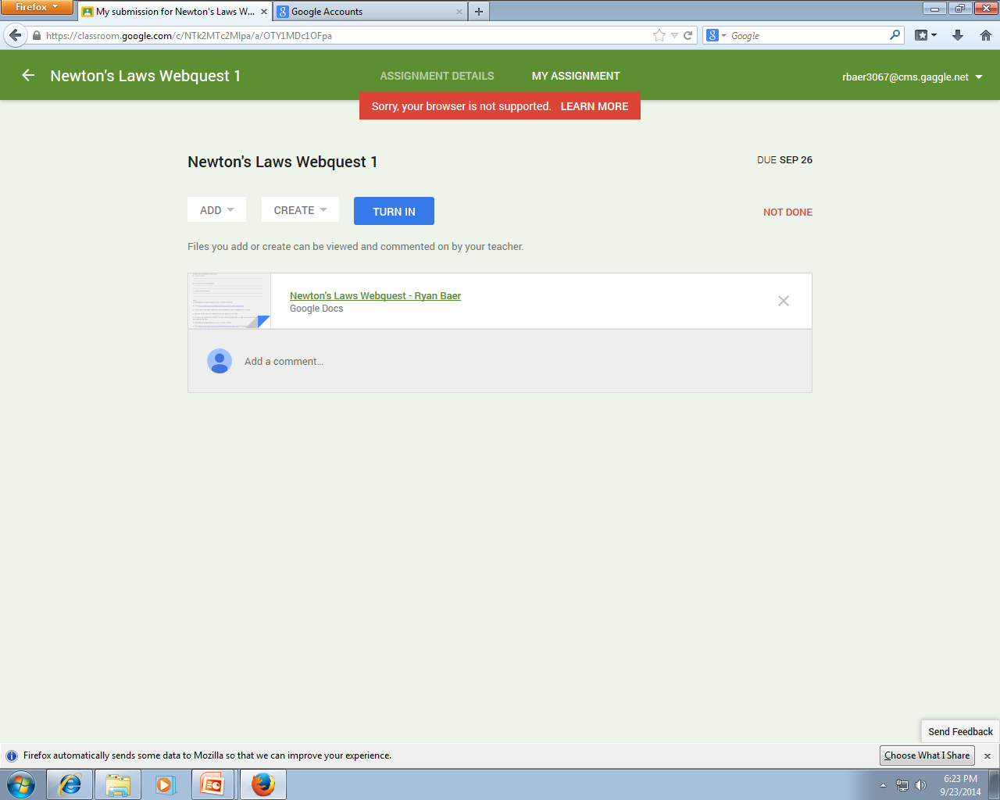 Firefox
My submission for Newton's Laws W...
Google Accounts
https://classroom.google.com/c/NTk2MTc2Mlpa/a/OTY1MDc1OFpa
Google
Newton's Laws Webquest 1
ASSIGNMENT DETAILS
MY ASSIGNMENT
rbaer3067@cms.gaggle.net
Sorry, your browser is not supported. LEARN MORE
Newton's Laws Webquest 1
DUE SEP 26
ADD
CREATE
TURN IN
NOT DONE
Files you add or create can be viewed and commented on by your teacher.
Newton's Laws Webquest - Ryan Baer
Google Docs
Add a comment...
Send Feedback
Firefox automatically sends some data to Mozilla so that we can improve your experience.
Choose What I Share
6:23 PM
9/23/2014